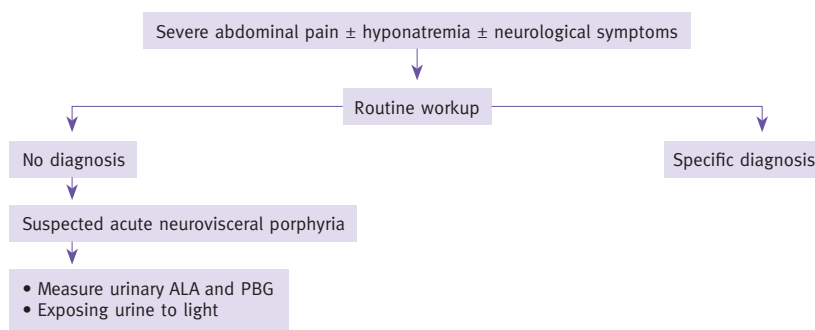 Severe abdominal pain ± hyponatremia ± neurological symptoms
Routine workup
No diagnosis
Specific diagnosis
Suspected acute neurovisceral porphyria
• Measure urinary ALA and PBG
• Exposing urine to light